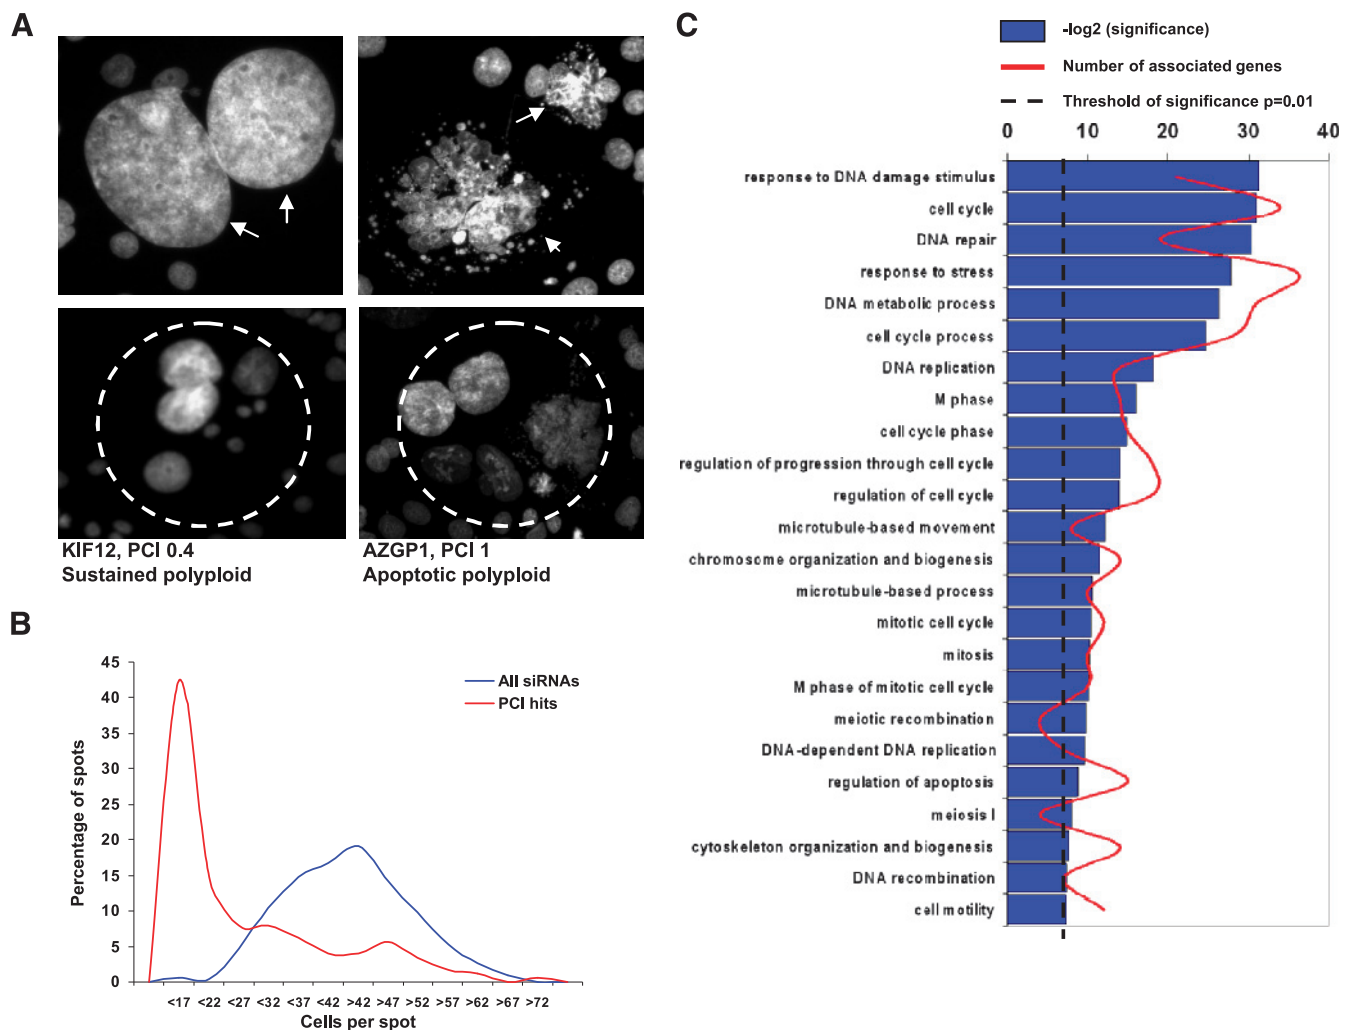 A
KIF12, PCI 0.4
Sustained polyploid
AZGP1, PCI 1
Apoptotic polyploid
B
45
40
35
30
25
20
15
10
5
0
Percentage of spots
All siRNAs
PCI hits
<17 <22 <27 <32 <37 <42 >42 >47 >52 >57 >62 >67 >72
Cells per spot
C
-log2 (significance)
Number of associated genes
Threshold of significance p=0.01
0 10 20 30 40
response to DNA damage stimulus
cell cycle
DNA repair
response to stress
DNA metabolic process
cell cycle process
DNA replication
M phase
cell cycle phase
regulation of progression through cell cycle
regulation of cell cycle
microtubule-based movement
chromosome organization and biogenesis
microtubule-based process
mitotic cell cycle
mitosis
M phase of mitotic cell cycle
meiotic recombination
DNA-dependent DNA replication
regulation of apoptosis
meiosis I
cytoskeleton organization and biogenesis
DNA recombination
cell motility